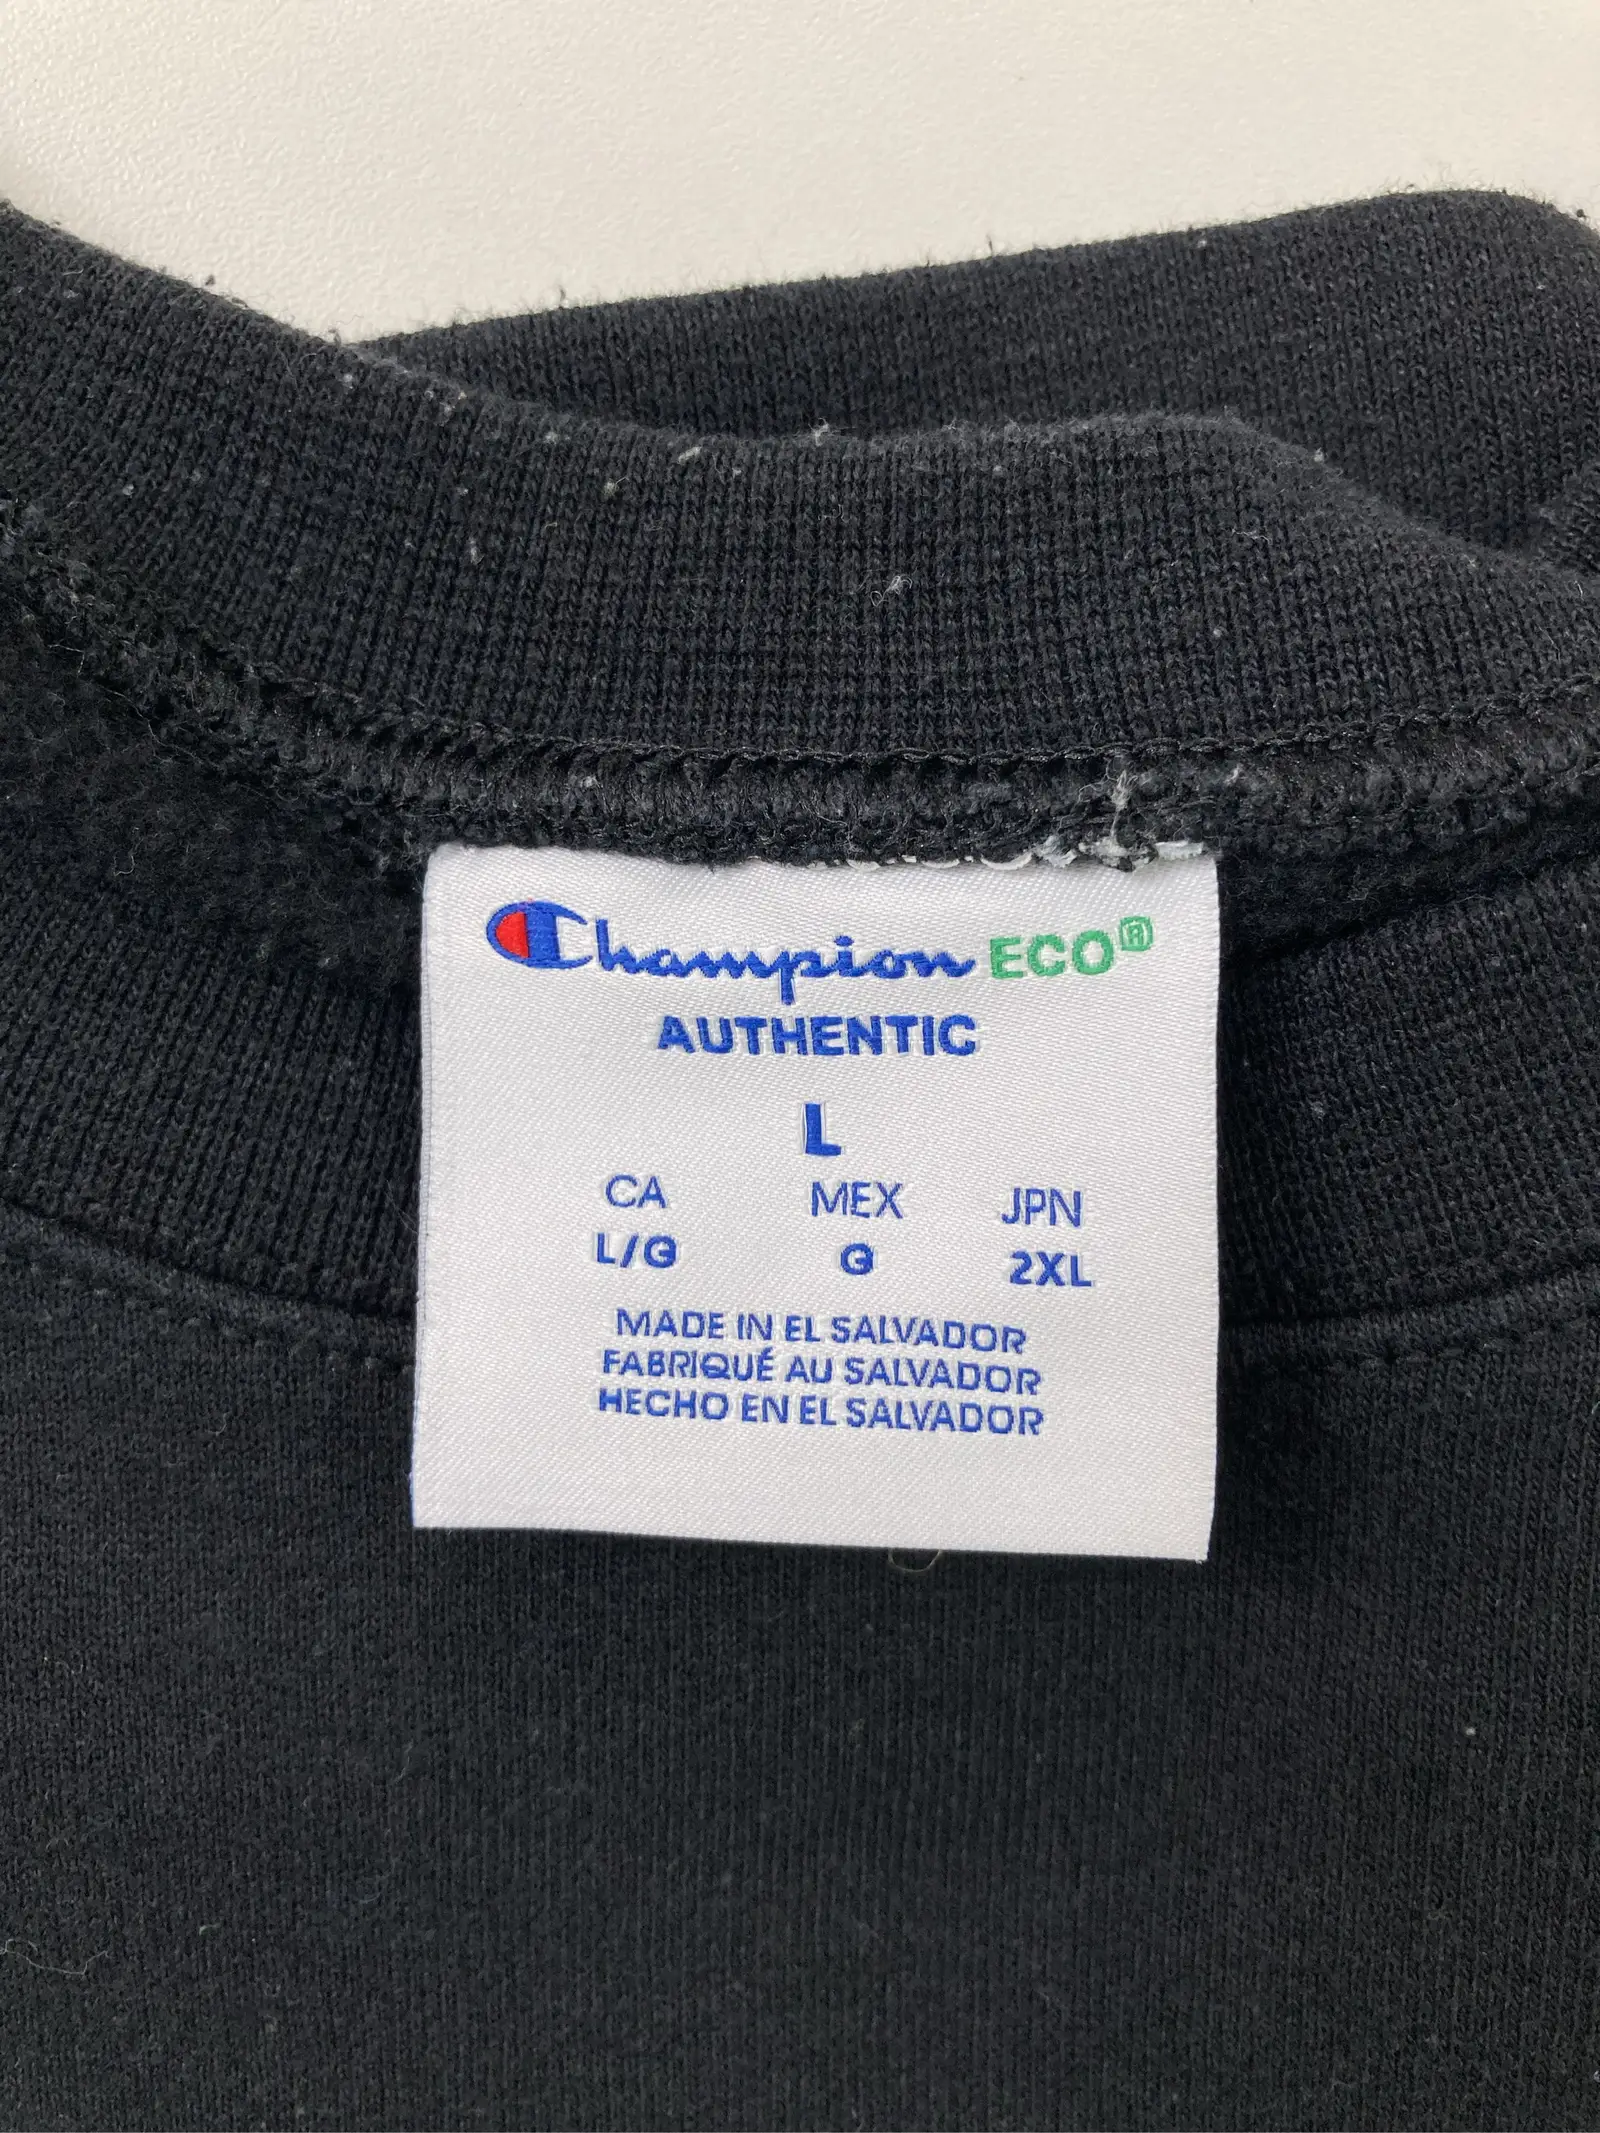 Champion ECO®
AUTHENTIC
L
CA MEX JPN
L/G G 2XL
MADE IN EL SALVADOR
FABRIQUÉ AU SALVADOR
HECHO EN EL SALVADOR